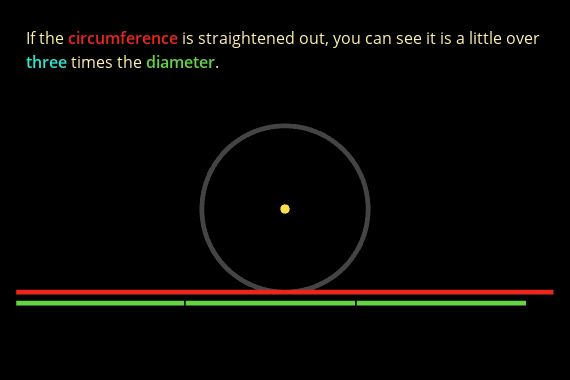 If the circumference is straightened out, you can see it is a little over
three times the diameter.